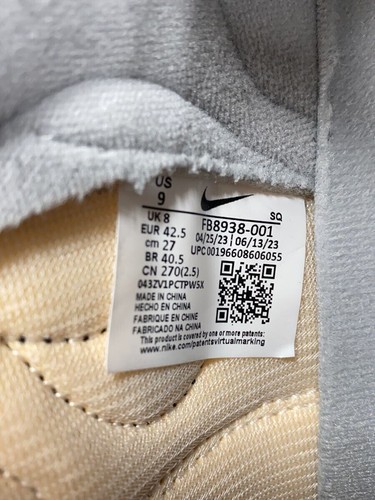 US
9
UK 8
EUR 42.5
cm 27
BR 40.5
CN 270(2.5)
SQ
FB8938-001
04/25/23 | 06/13/23
UPC00196608606055
043ZV1PCTPW5X
MADE IN CHINA
HECHO EN CHINA
FABRIQUE EN CHINE
FABRICADO NA CHINA
This product is covered by one or more patents:
www.nike.com/patentsvirtualmarking